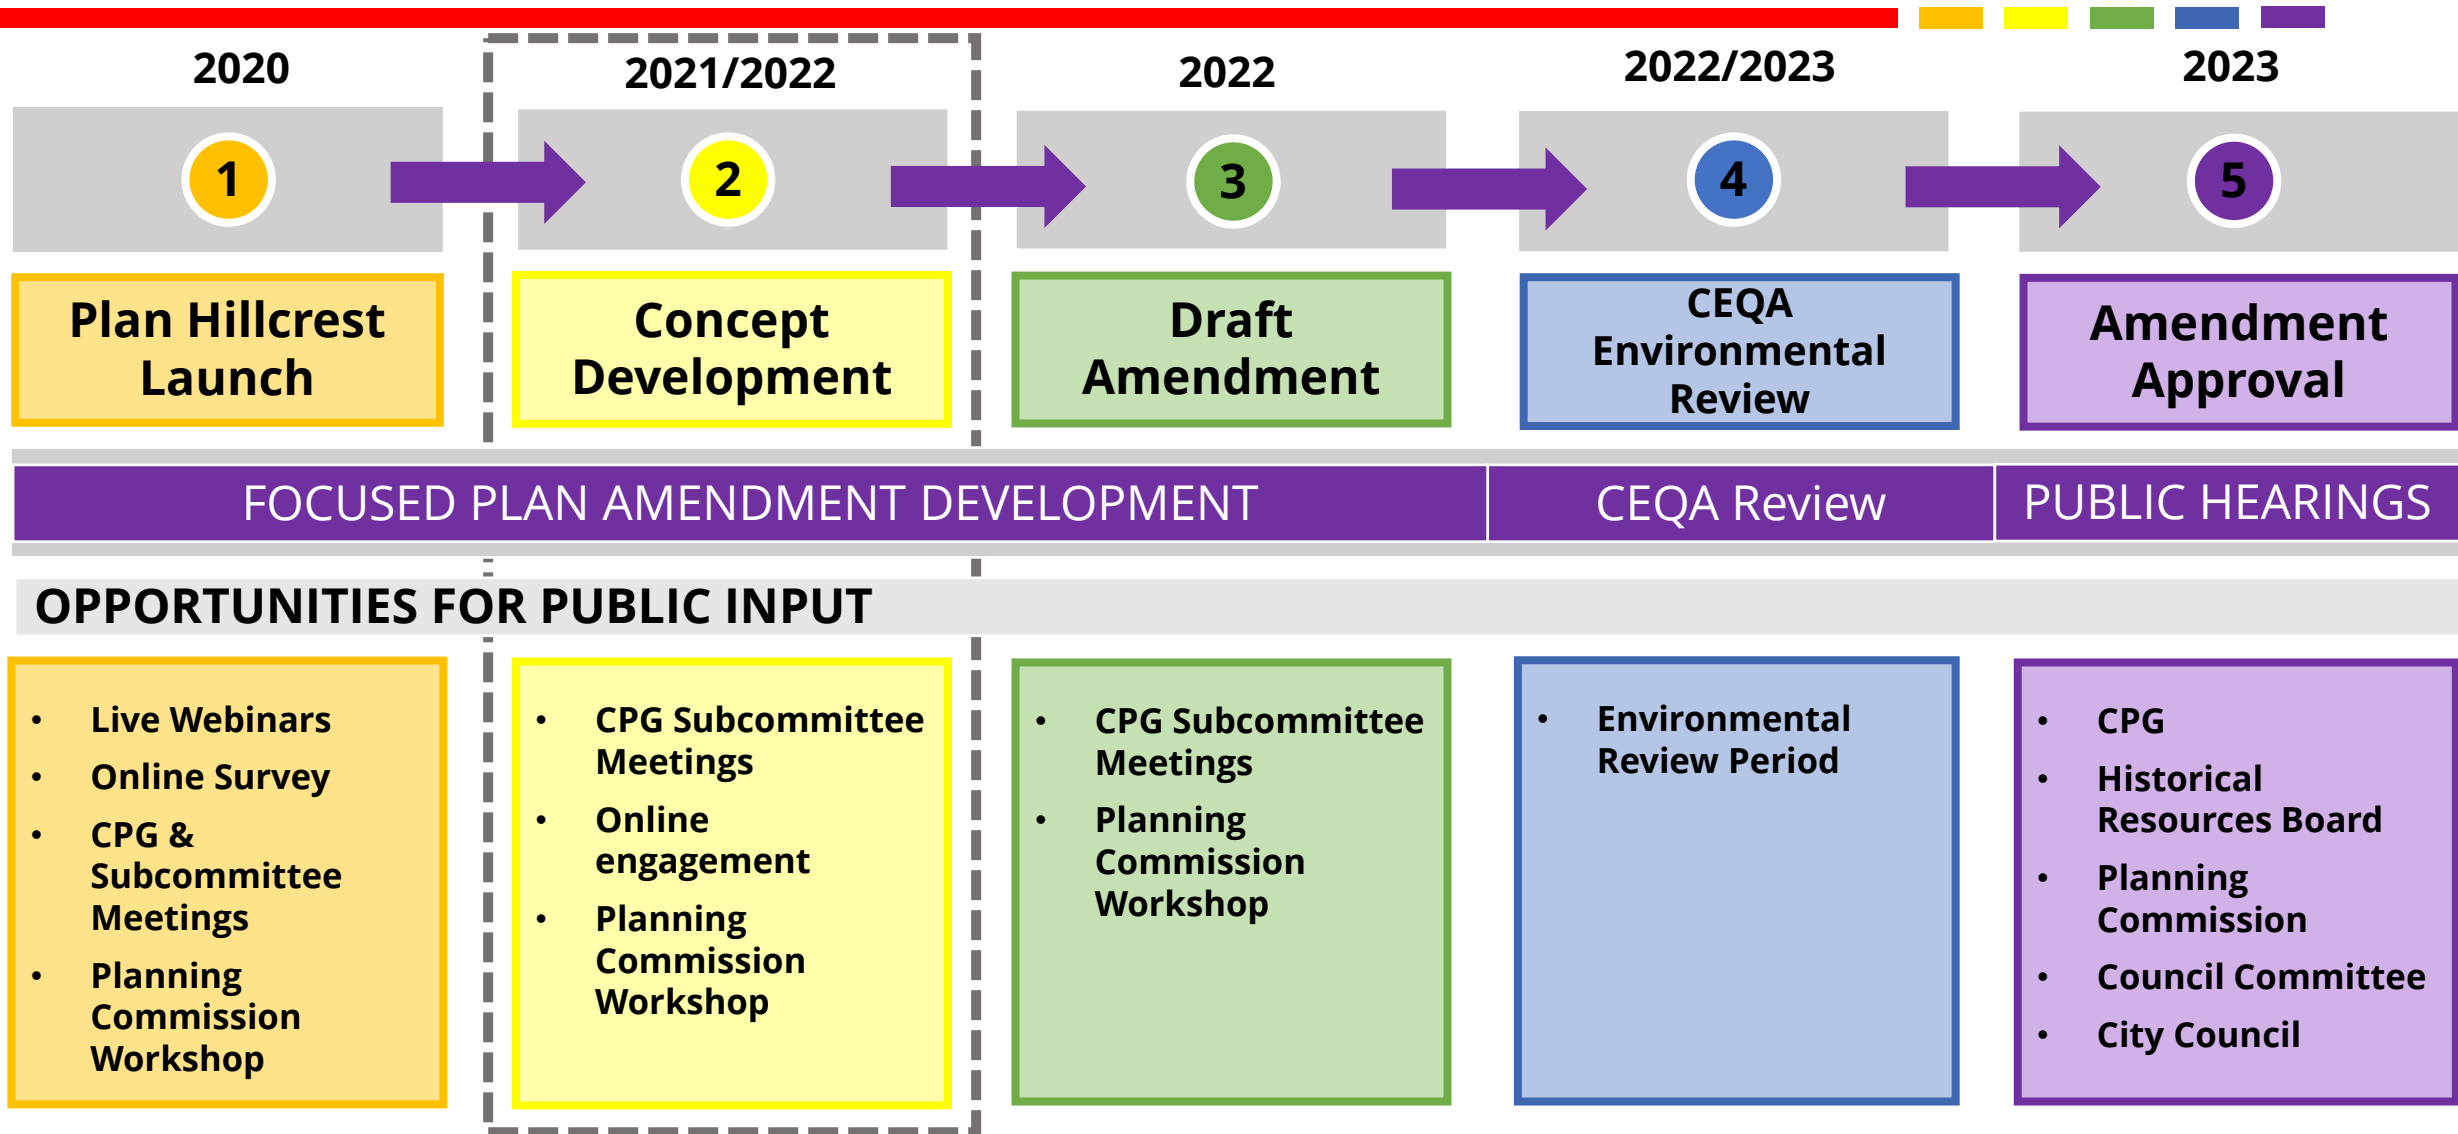 2020
2021/2022
2022
2022/2023
2023
1
2
3
4
5
Plan Hillcrest
Launch
Concept
Development
Draft
Amendment
CEQA
Environmental
Review
Amendment
Approval
FOCUSED PLAN AMENDMENT DEVELOPMENT
CEQA Review
PUBLIC HEARINGS
OPPORTUNITIES FOR PUBLIC INPUT
• Live Webinars
• Online Survey
• CPG &
Subcommittee
Meetings
• Planning
Commission
Workshop
• CPG Subcommittee
Meetings
• Online
engagement
• Planning
Commission
Workshop
• CPG Subcommittee
Meetings
• Planning
Commission
Workshop
• Environmental
Review Period
• CPG
• Historical
Resources Board
• Planning
Commission
• Council Committee
• City Council